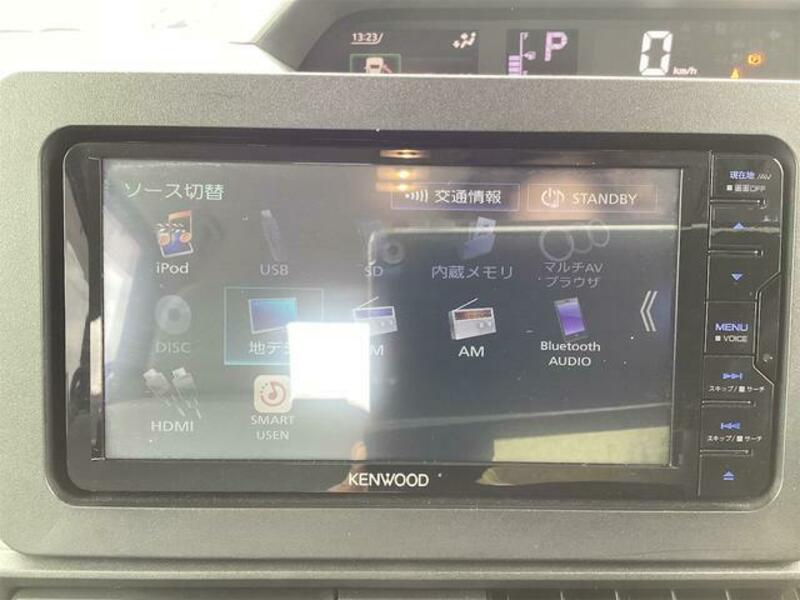 13:23
P
0 km/h
ソース切替
交通情報
STANDBY
iPod
USB
SD
内蔵メモリ
マルチAV
ブラウザ
DISC
AM
Bluetooth
AUDIO
HDMI
SMART
USEN
KENWOOD
現在地/AV
■画面OFF
MENU
■VOICE
スキップ/■サーチ
スキップ/■サーチ